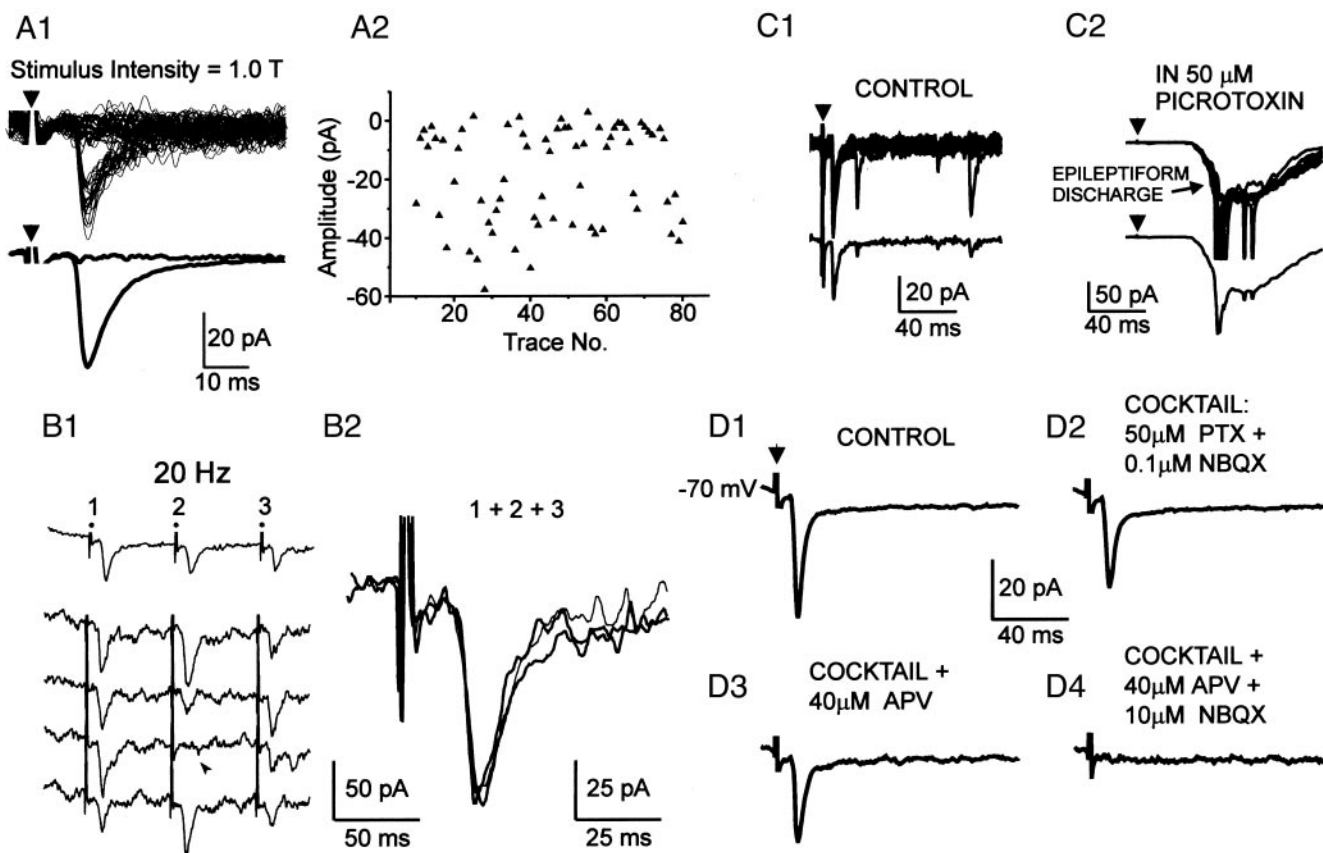 A1
Stimulus Intensity = 1.0 T
20 pA
10 ms
A2
Amplitude (pA)
0
-20
-40
-60
20
40
60
80
Trace No.
C1
CONTROL
20 pA
40 ms
C2
IN 50 μM
PICROTOXIN
EPILEPTIFORM
DISCHARGE
50 pA
40 ms
B1
20 Hz
1 2 3
50 pA
50 ms
B2
1 + 2 + 3
25 pA
25 ms
D1
CONTROL
-70 mV
D2
COCKTAIL:
50μM PTX +
0.1μM NBQX
20 pA
40 ms
D3
COCKTAIL +
40μM APV
D4
COCKTAIL +
40μM APV +
10μM NBQX